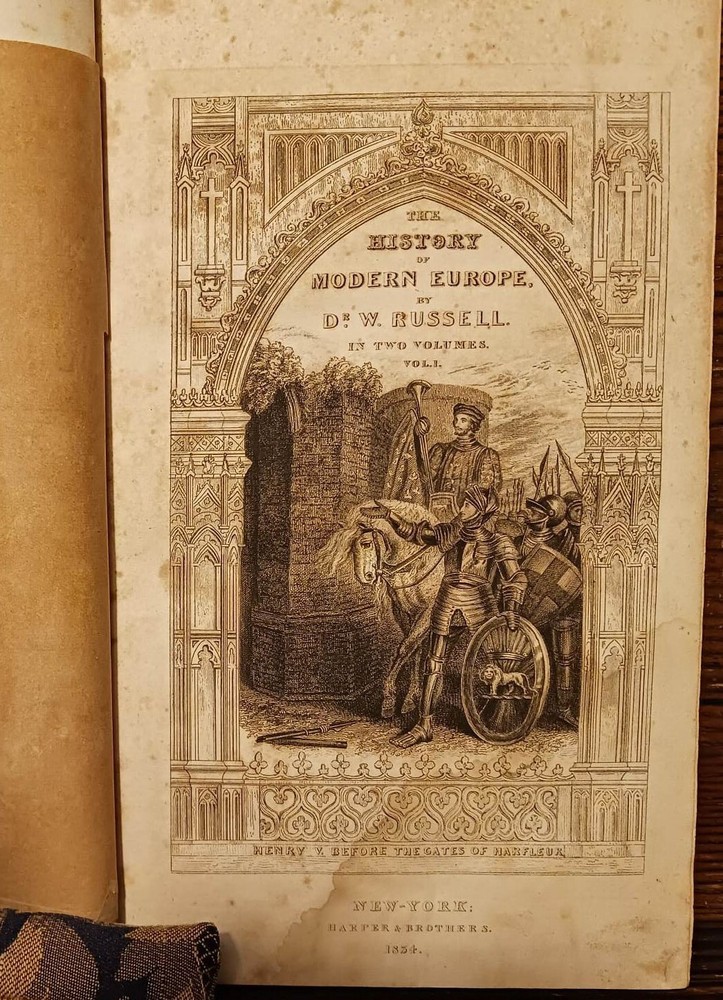 THE
HISTORY
OF
MODERN EUROPE,
BY
DR. W. RUSSELL.
IN TWO VOLUMES.
VOL.I.
HENRY V. BEFORE THE GATES OF HARFLEUR
NEW-YORK:
HARPER & BROTHERS.
1834.